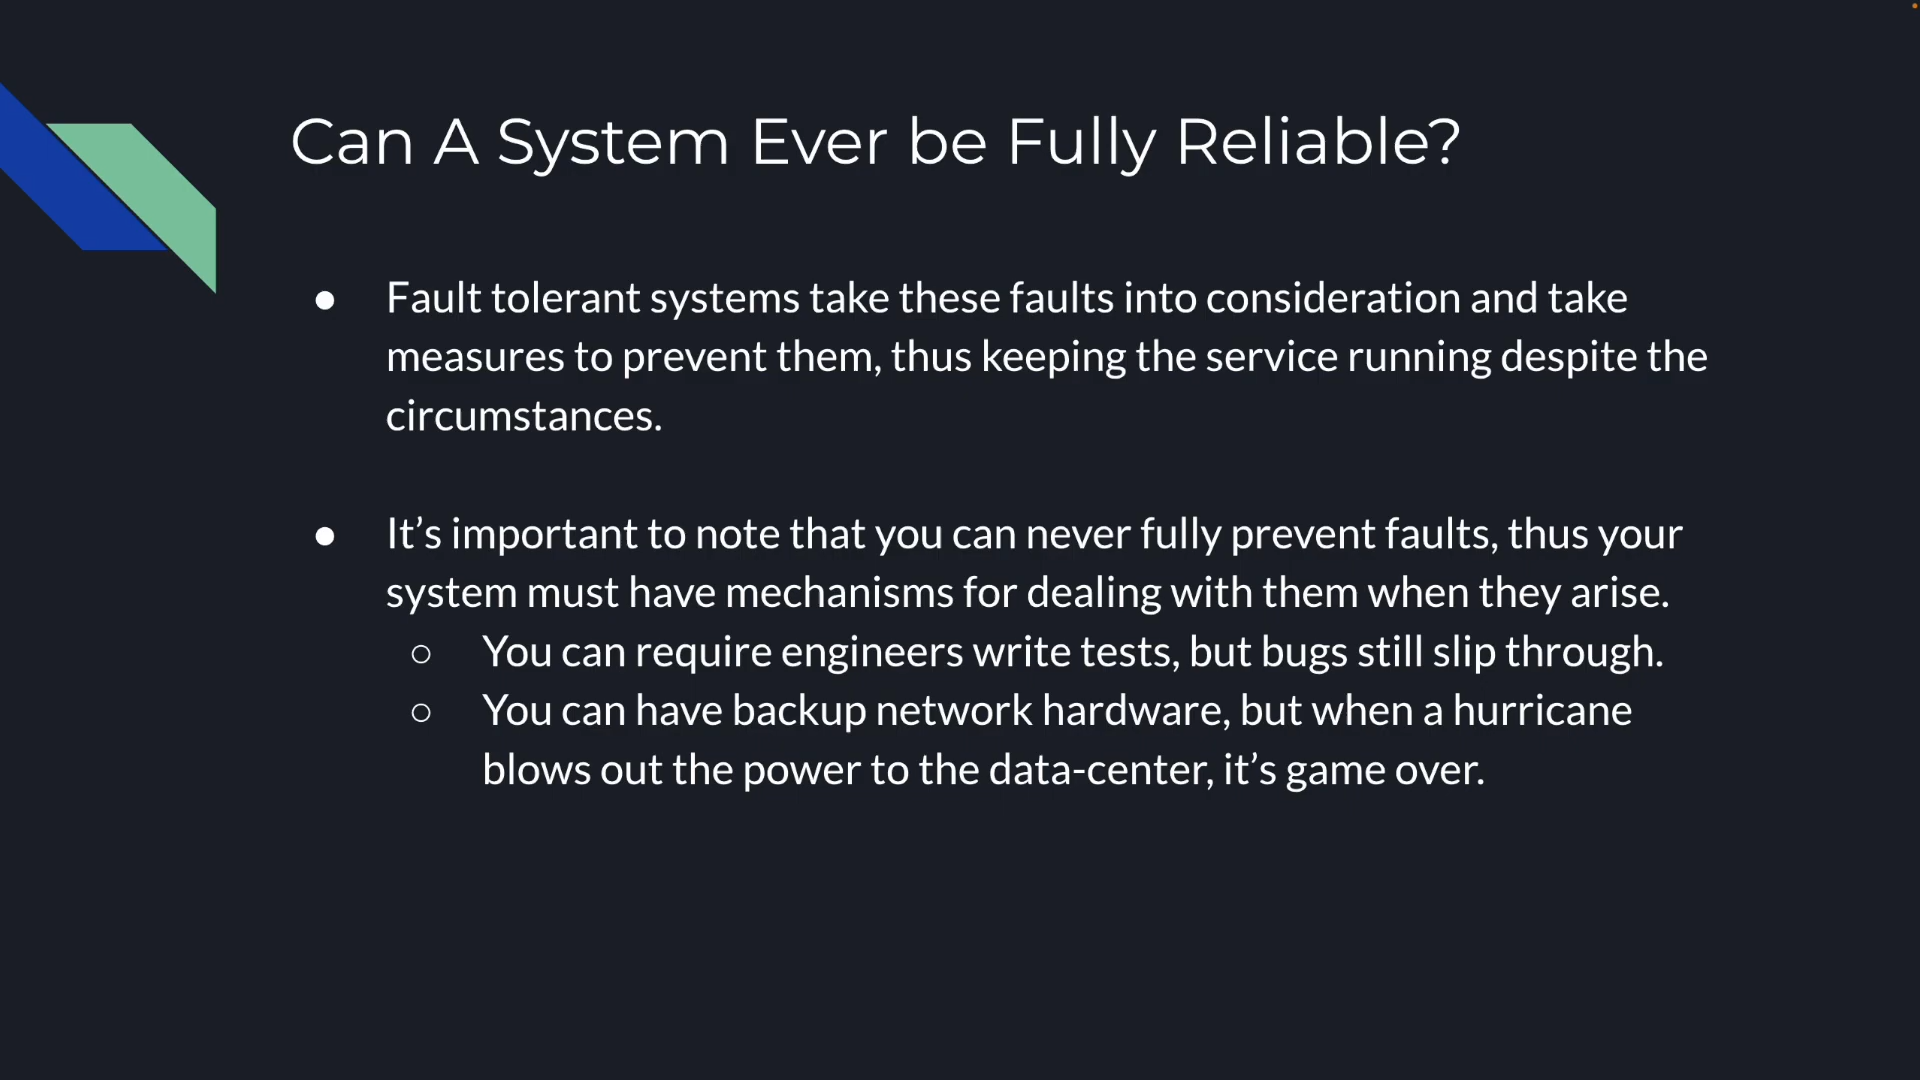 Can A System Ever be Fully Reliable?
● Fault tolerant systems take these faults into consideration and take
measures to prevent them, thus keeping the service running despite the
circumstances.
● It’s important to note that you can never fully prevent faults, thus your
system must have mechanisms for dealing with them when they arise.
○ You can require engineers write tests, but bugs still slip through.
○ You can have backup network hardware, but when a hurricane
blows out the power to the data-center, it’s game over.